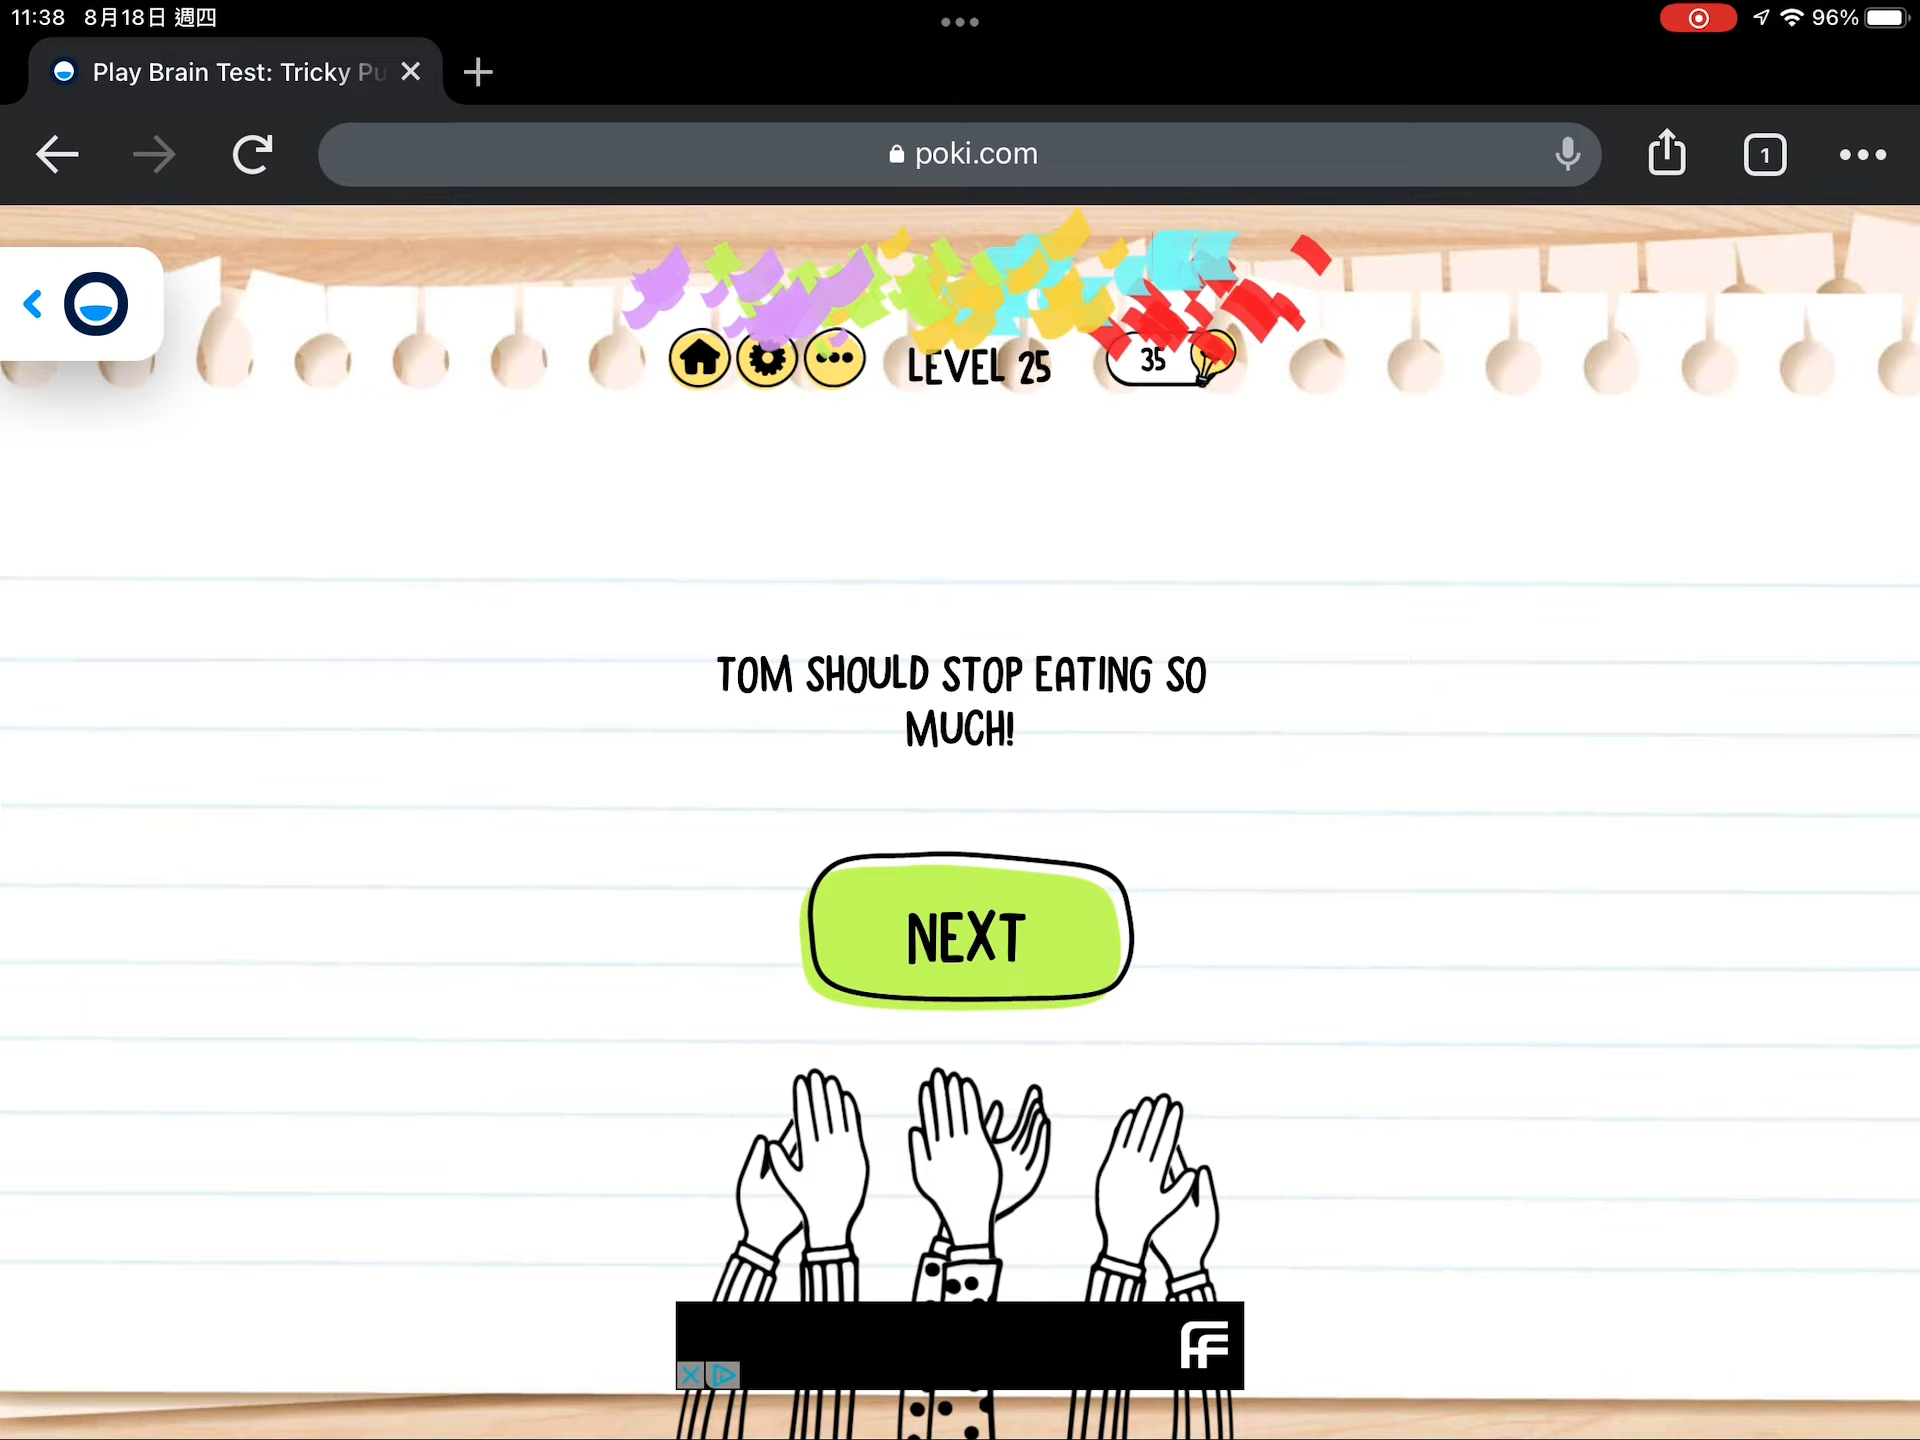 11:38 8月18日 週四
96%
Play Brain Test: Tricky Pu
poki.com
1
LEVEL 25
35
TOM SHOULD STOP EATING SO
MUCH!
NEXT